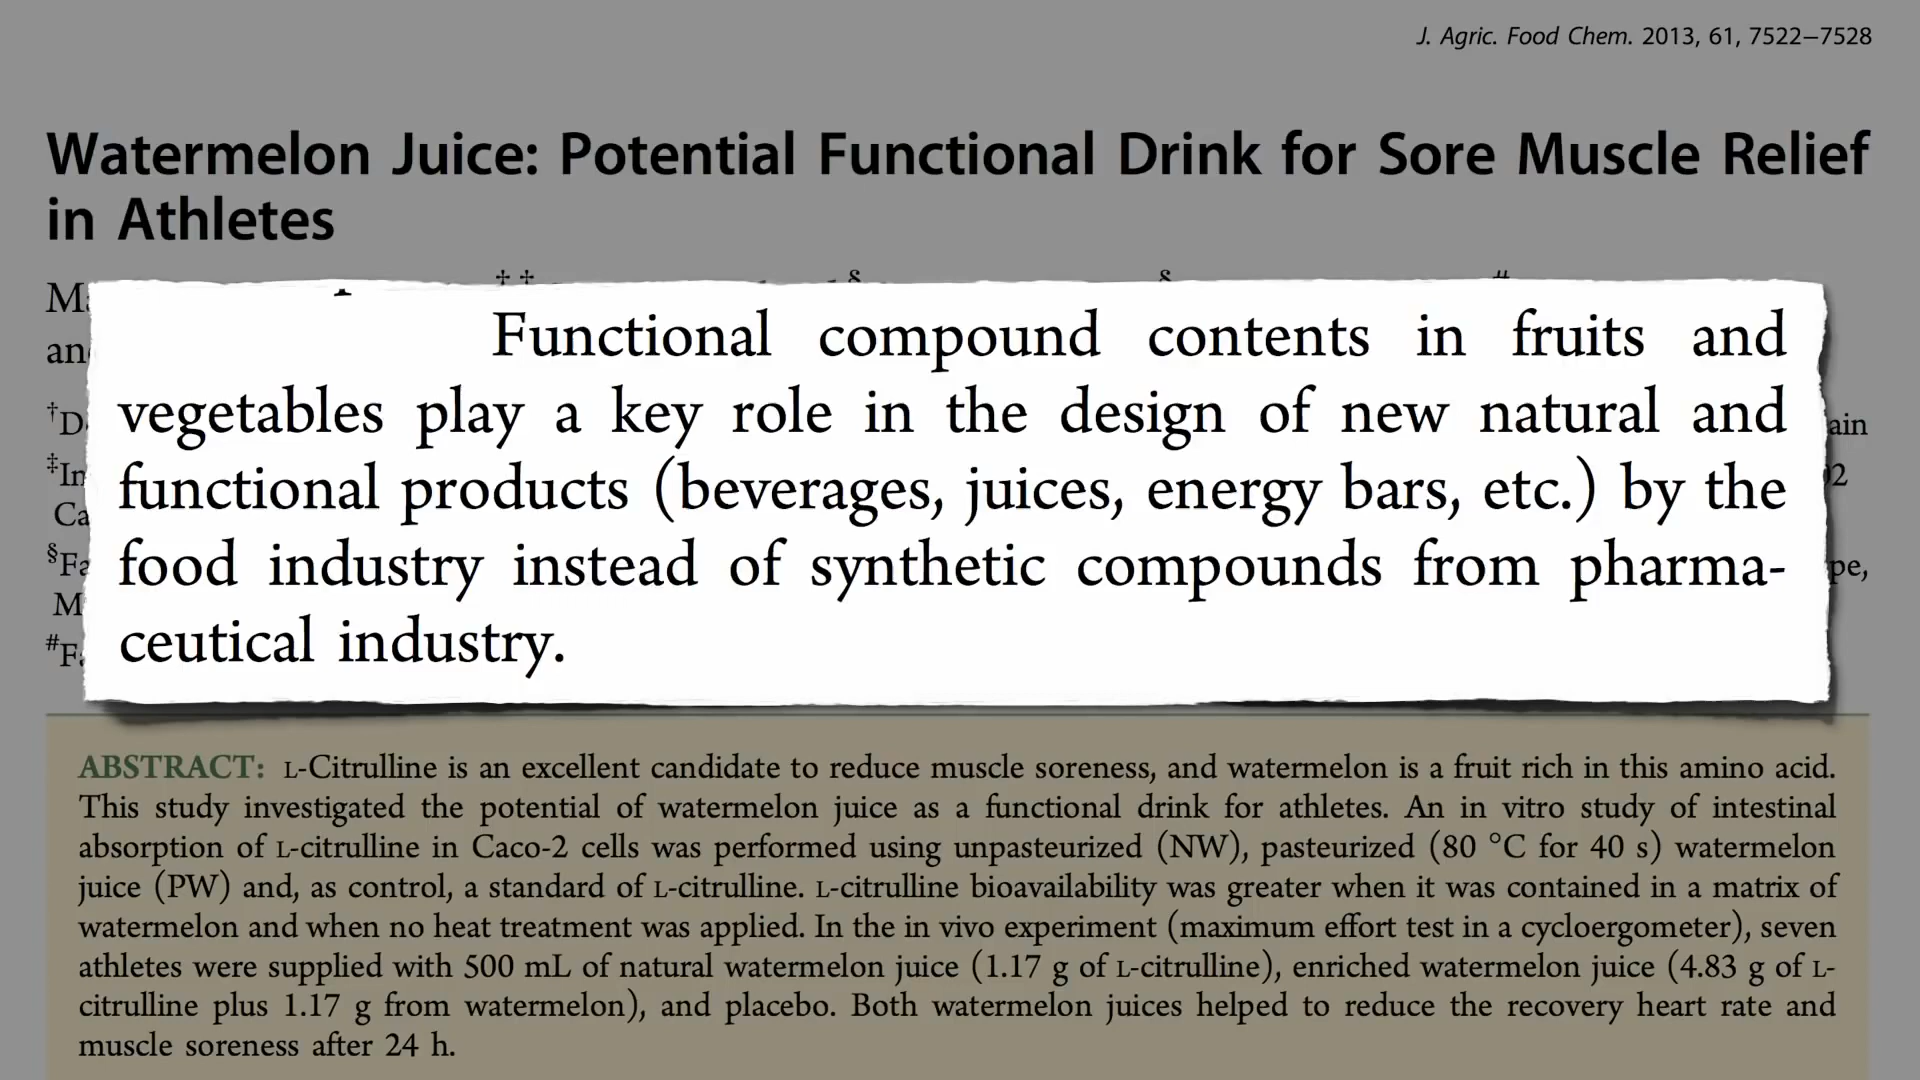 J. Agric. Food Chem. 2013, 61, 7522−7528
Watermelon Juice: Potential Functional Drink for Sore Muscle Relief
in Athletes
Functional compound contents in fruits and
vegetables play a key role in the design of new natural and
functional products (beverages, juices, energy bars, etc.) by the
food industry instead of synthetic compounds from pharma-
ceutical industry.
ABSTRACT: L-Citrulline is an excellent candidate to reduce muscle soreness, and watermelon is a fruit rich in this amino acid.
This study investigated the potential of watermelon juice as a functional drink for athletes. An in vitro study of intestinal
absorption of L-citrulline in Caco-2 cells was performed using unpasteurized (NW), pasteurized (80 °C for 40 s) watermelon
juice (PW) and, as control, a standard of L-citrulline. L-citrulline bioavailability was greater when it was contained in a matrix of
watermelon and when no heat treatment was applied. In the in vivo experiment (maximum effort test in a cycloergometer), seven
athletes were supplied with 500 mL of natural watermelon juice (1.17 g of L-citrulline), enriched watermelon juice (4.83 g of L-
citrulline plus 1.17 g from watermelon), and placebo. Both watermelon juices helped to reduce the recovery heart rate and
muscle soreness after 24 h.